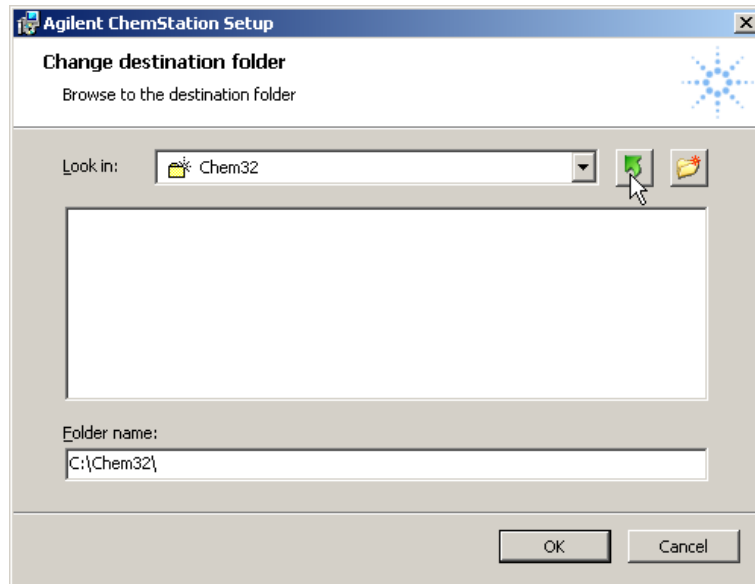 Agilent ChemStation Setup
Change destination folder
Browse to the destination folder
Look in: Chem32
Folder name:
C:\Chem32\
OK Cancel